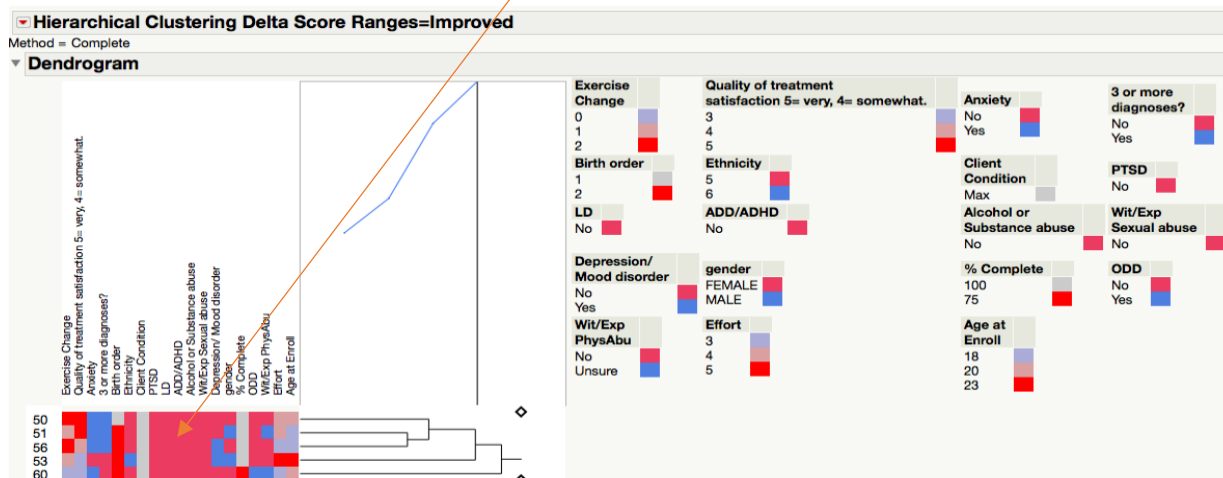 Hierarchical Clustering Delta Score Ranges=Improved
Method = Complete
Dendrogram
Exercise Change
Quality of treatment satisfaction 5= very, 4= somewhat.
Anxiety
3 or more diagnoses?
Birth order
Ethnicity
Client Condition
PTSD
LD
ADD/ADHD
Alcohol or Substance abuse
Wit/Exp Sexual abuse
Depression/ Mood disorder
gender
% Complete
ODD
Wit/Exp PhysAbu
Effort
Age at Enroll
50
51
56
53
60
Exercise
Change
0
1
2
Quality of treatment
satisfaction 5= very, 4= somewhat.
3
4
5
Anxiety
No
Yes
3 or more
diagnoses?
No
Yes
Birth order
1
2
Ethnicity
5
6
Client
Condition
Max
PTSD
No
LD
No
ADD/ADHD
No
Alcohol or
Substance abuse
No
Wit/Exp
Sexual abuse
No
Depression/
Mood disorder
No
Yes
gender
FEMALE
MALE
% Complete
100
75
ODD
No
Yes
Wit/Exp
PhysAbu
No
Unsure
Effort
3
4
5
Age at
Enroll
18
20
23